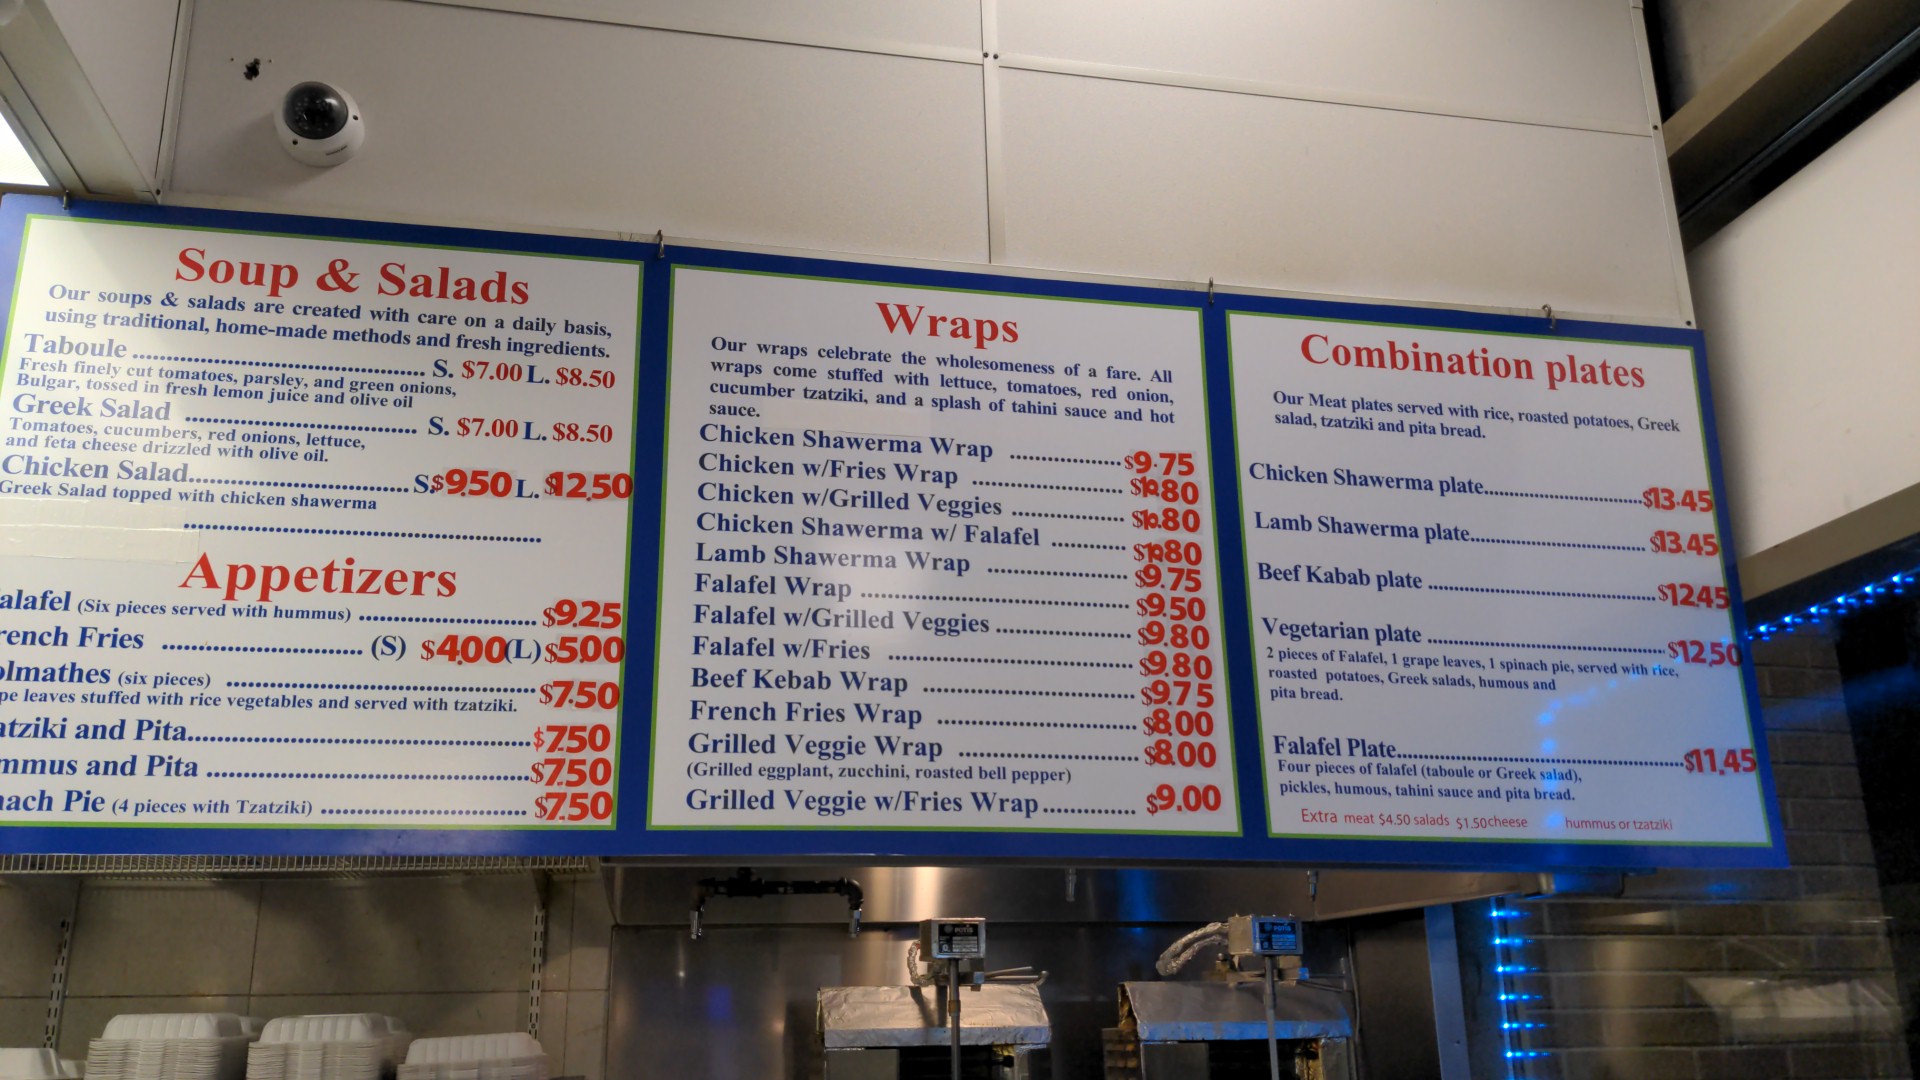 Soup & Salads
Our soups & salads are created with care on a daily basis,
using traditional, home-made methods and fresh ingredients.
Taboule ........ S. $7.00 L. $8.50
Fresh finely cut tomatoes, parsley, and green onions,
Bulgar, tossed in fresh lemon juice and olive oil
Greek Salad ........ S. $7.00 L. $8.50
Tomatoes, cucumbers, red onions, lettuce,
and feta cheese drizzled with olive oil.
Chicken Salad........ S.$9.50 L. $12.50
Greek Salad topped with chicken shawerma
Appetizers
alafel (Six pieces served with hummus) ........ $9.25
rench Fries ........ (S) $4.00 (L) $5.00
olmathes (six pieces) ........ $7.50
pe leaves stuffed with rice vegetables and served with tzatziki.
atziki and Pita........ $7.50
mmus and Pita ........ $7.50
nach Pie (4 pieces with Tzatziki) ........ $7.50
Wraps
Our wraps celebrate the wholesomeness of a fare. All
wraps come stuffed with lettuce, tomatoes, red onion,
cucumber tzatziki, and a splash of tahini sauce and hot
sauce.
Chicken Shawerma Wrap ........ $9.75
Chicken w/Fries Wrap ........ $10.80
Chicken w/Grilled Veggies ........ $10.80
Chicken Shawerma w/ Falafel ........ $10.80
Lamb Shawerma Wrap ........ $9.75
Falafel Wrap ........ $9.50
Falafel w/Grilled Veggies ........ $9.80
Falafel w/Fries ........ $9.80
Beef Kebab Wrap ........ $9.75
French Fries Wrap ........ $8.00
Grilled Veggie Wrap ........ $8.00
(Grilled eggplant, zucchini, roasted bell pepper)
Grilled Veggie w/Fries Wrap........ $9.00
Combination plates
Our Meat plates served with rice, roasted potatoes, Greek
salad, tzatziki and pita bread.
Chicken Shawerma plate........ $13.45
Lamb Shawerma plate........ $13.45
Beef Kabab plate ........ $12.45
Vegetarian plate ........ $12.50
2 pieces of Falafel, 1 grape leaves, 1 spinach pie, served with rice,
roasted potatoes, Greek salads, humous and
pita bread.
Falafel Plate........ $11.45
Four pieces of falafel (taboule or Greek salad),
pickles, humous, tahini sauce and pita bread.
Extra meat $4.50 salads $1.50 cheese hummus or tzatziki
POTIS
POTIS